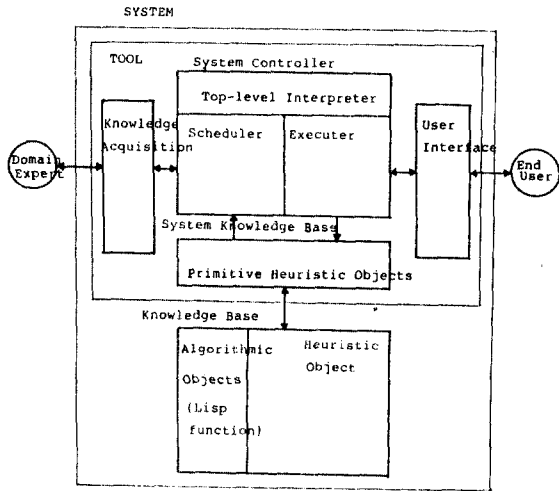 SYSTEM
TOOL
System Controller
Top-level Interpreter
Knowledge
Acquisition
Scheduler
Executer
User
Interface
Domain
Expert
End
User
System Knowledge Base
Primitive Heuristic Objects
Knowledge Base
Algorithmic
Objects
(Lisp
function)
Heuristic
Object